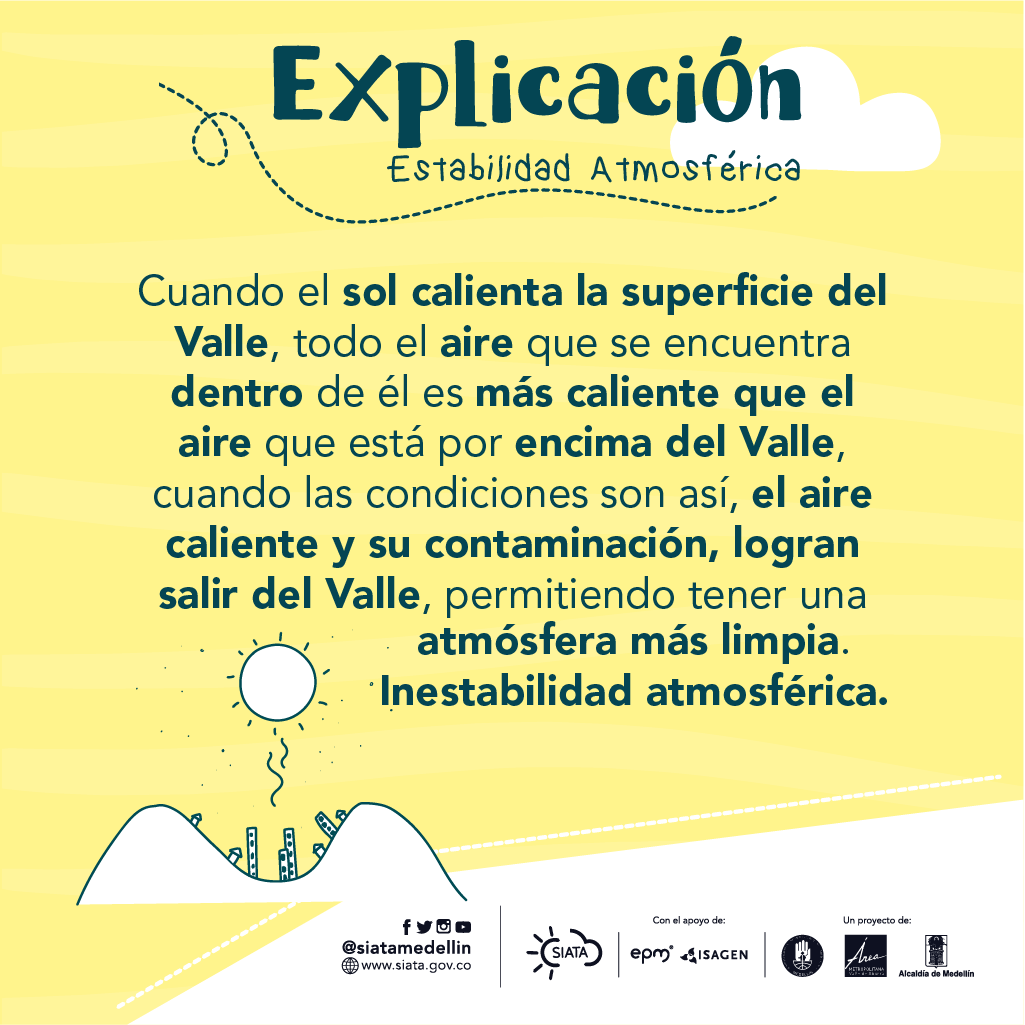 Explicación
Estabilidad Atmosférica
Cuando el sol calienta la superficie del
Valle, todo el aire que se encuentra
dentro de él es más caliente que el
aire que está por encima del Valle,
cuando las condiciones son así, el aire
caliente y su contaminación, logran
salir del Valle, permitiendo tener una
atmósfera más limpia.
Inestabilidad atmosférica.
@siatamedellin
www.siata.gov.co
SIATA
Con el apoyo de:
epm
ISAGEN
Un proyecto de:
Área
METROPOLITANA
Alcaldía de Medellín